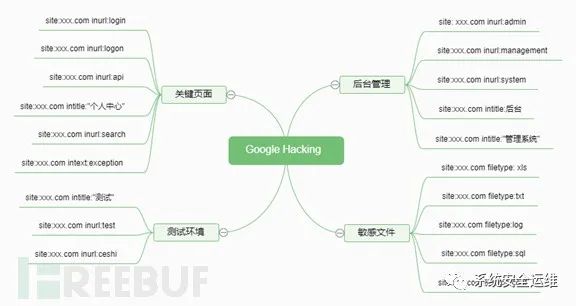 Google Hacking
关键页面
site:xxx.com inurl:login
site:xxx.com inurl:logon
site:xxx.com inurl:api
site:xxx.com intitle:"个人中心"
site:xxx.com inurl:search
site:xxx.com intext:exception
测试环境
site:xxx.com intitle:"测试"
site:xxx.com inurl:test
site:xxx.com inurl:ceshi
后台管理
site: xxx.com inurl:admin
site:xxx.com inurl:management
site:xxx.com inurl:system
site:xxx.com intitle:后台
site:xxx.com intitle:"管理系统"
敏感文件
site:xxx.com filetype: xls
site:xxx.com filetype:txt
site:xxx.com filetype:log
site:xxx.com filetype:sql
REEBUF
系统安全运维